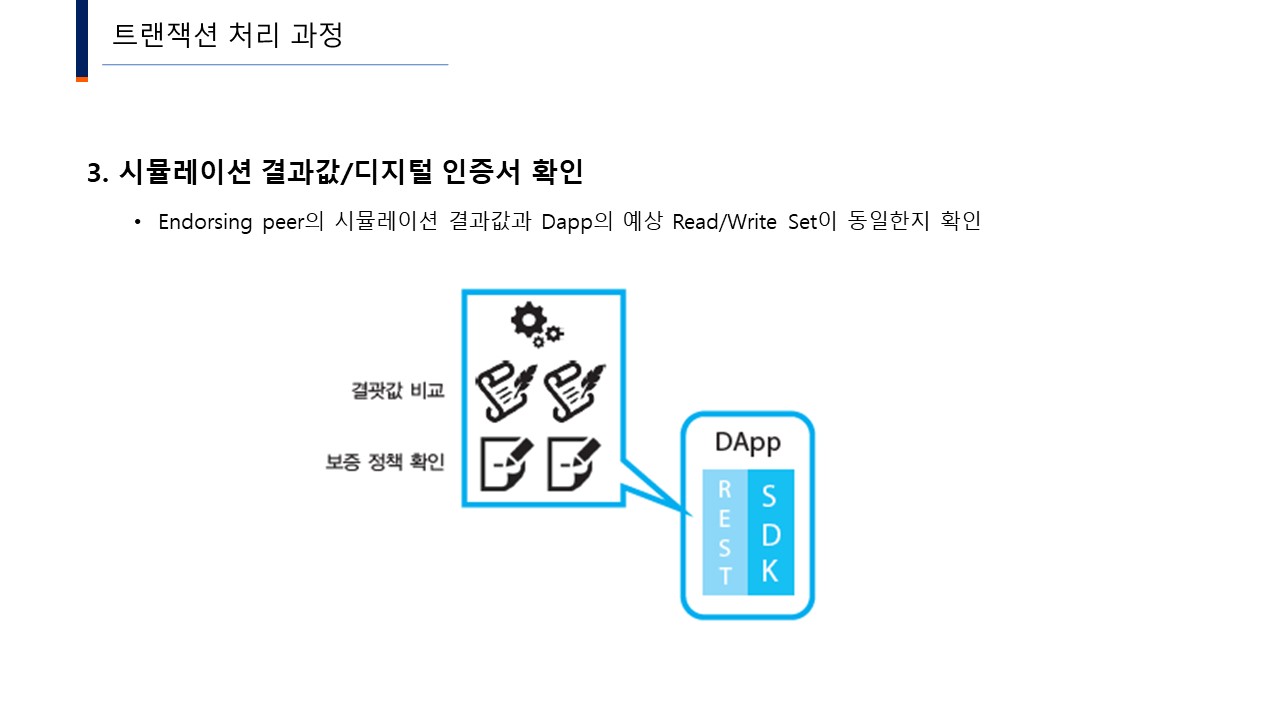 트랜잭션 처리 과정
3. 시뮬레이션 결과값/디지털 인증서 확인
• Endorsing peer의 시뮬레이션 결과값과 Dapp의 예상 Read/Write Set이 동일한지 확인
결괏값 비교
보증 정책 확인
DApp
REST
SDK